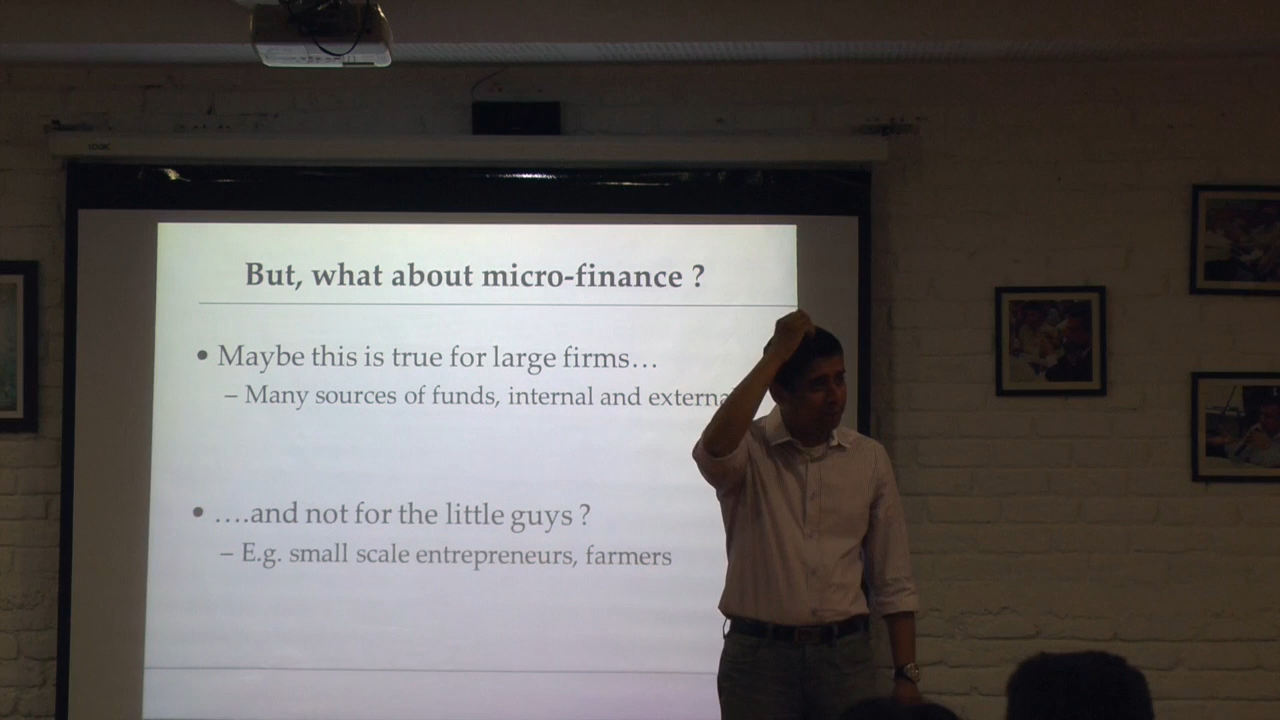 LOGIC
But, what about micro-finance ?
• Maybe this is true for large firms…
– Many sources of funds, internal and externa
• ….and not for the little guys ?
– E.g. small scale entrepreneurs, farmers